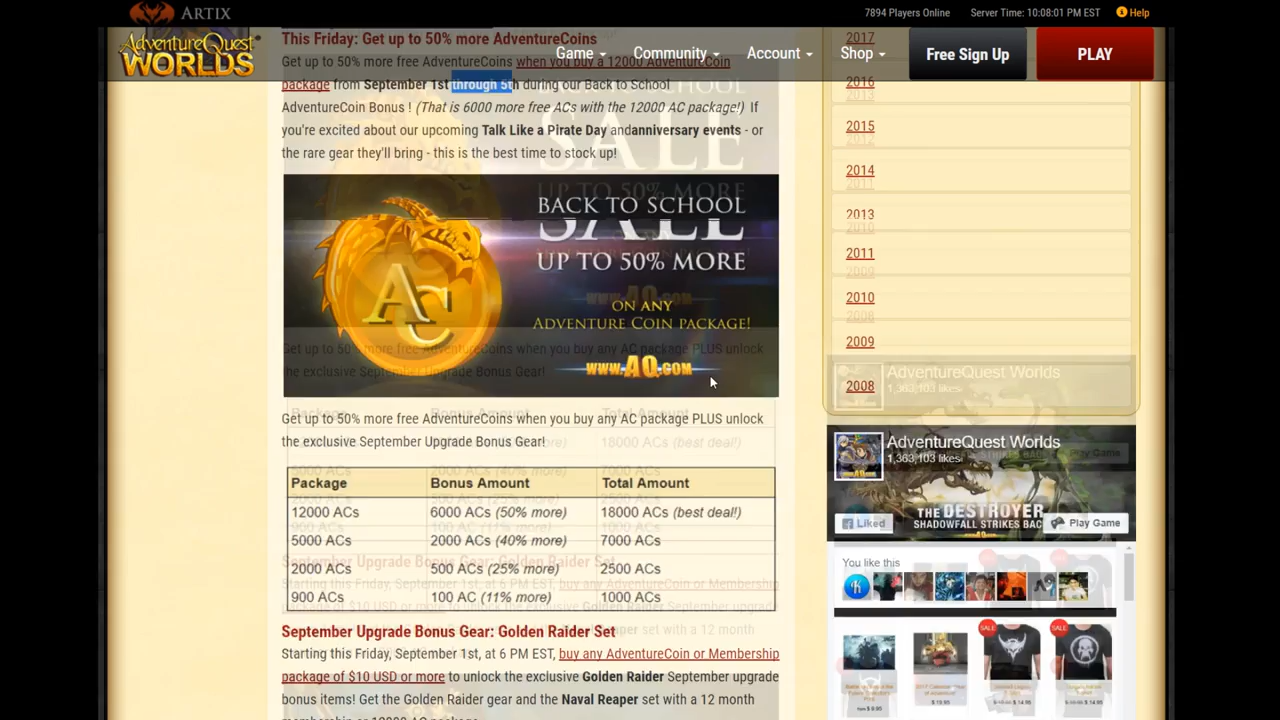 ARTIX
7894 Players Online
Server Time: 10:08:01 PM EST
Help
AdventureQuest
WORLDS
Game
Community
Account
Shop
Free Sign Up
PLAY
This Friday: Get up to 50% more AdventureCoins
Get up to 50% more free AdventureCoins when you buy a 12000 AdventureCoin
package from September 1st through 5th during our Back to School
AdventureCoin Bonus ! (That is 6000 more free ACs with the 12000 AC package!) If
you're excited about our upcoming Talk Like a Pirate Day andanniversary events - or
the rare gear they'll bring - this is the best time to stock up!
BACK TO SCHOOL
SALE
UP TO 50% MORE
ON ANY
ADVENTURE COIN PACKAGE!
WWW.AQ.COM
AC
Get up to 50% more free AdventureCoins when you buy any AC package PLUS unlock
the exclusive September Upgrade Bonus Gear!
Package Bonus Amount Total Amount
12000 ACs 6000 ACs (50% more) 18000 ACs (best deal!)
5000 ACs 2000 ACs (40% more) 7000 ACs
2000 ACs 500 ACs (25% more) 2500 ACs
900 ACs 100 AC (11% more) 1000 ACs
September Upgrade Bonus Gear: Golden Raider Set
Starting this Friday, September 1st, at 6 PM EST, buy any AdventureCoin or Membership
package of $10 USD or more to unlock the exclusive Golden Raider September upgrade
bonus items! Get the Golden Raider gear and the Naval Reaper set with a 12 month
membership or 12000 AC package.
2017
2016
2015
2014
2013
2011
2010
2009
2008
AdventureQuest Worlds
1,363,103 likes
THE DESTROYER
SHADOWFALL STRIKES BACK
Liked
Play Game
You like this
SALE
SALE